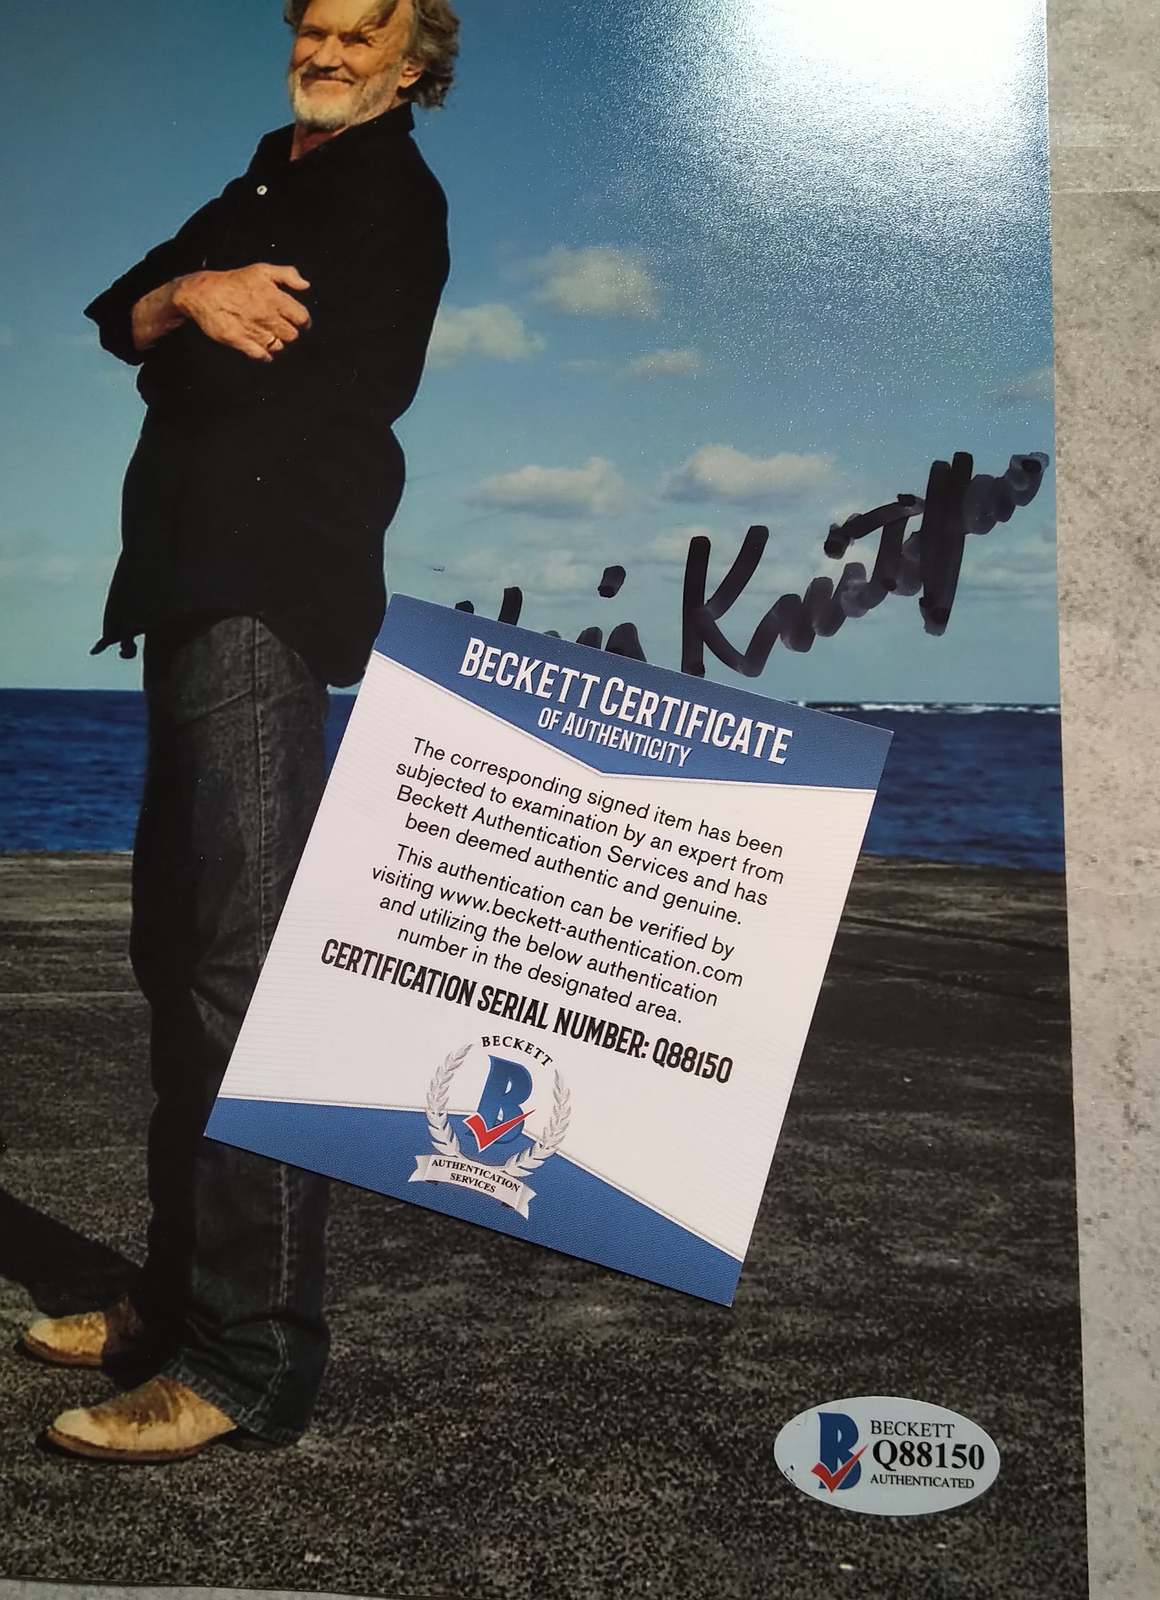 Kris Kristofferson
BECKETT CERTIFICATE
OF AUTHENTICITY
The corresponding signed item has been
subjected to examination by an expert from
Beckett Authentication Services and has
been deemed authentic and genuine.
This authentication can be verified by
visiting www.beckett-authentication.com
and utilizing the below authentication
number in the designated area.
CERTIFICATION SERIAL NUMBER: Q88150
BECKETT
B
AUTHENTICATION
SERVICES
B
BECKETT
Q88150
AUTHENTICATED